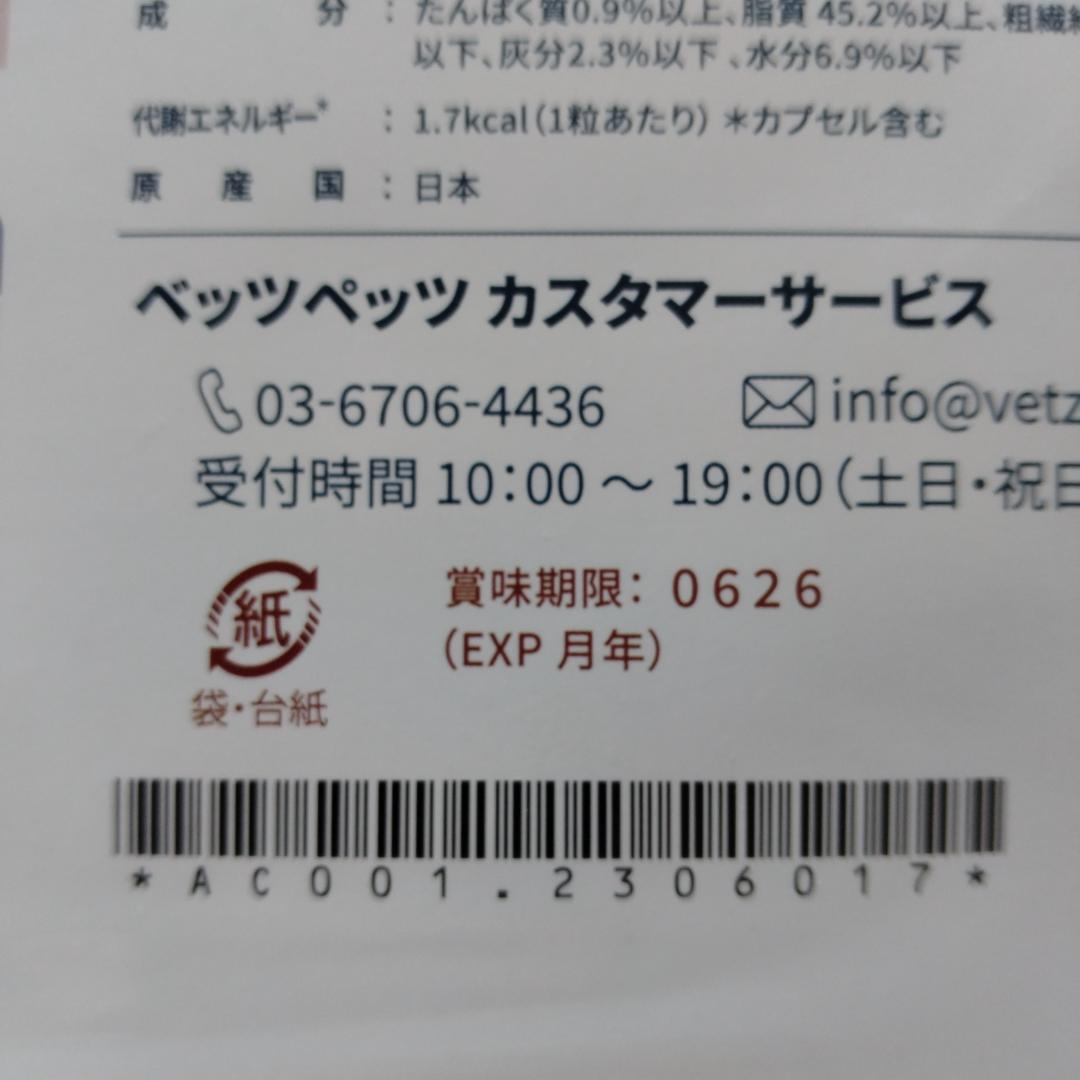 成分：たんぱく質0.9%以上、脂質 45.2%以上、粗繊維
以下、灰分2.3%以下、水分6.9%以下
代謝エネルギー*：1.7kcal（1粒あたり）＊カプセル含む
原産国：日本
ベッツペッツ カスタマーサービス
03-6706-4436 info@vetz
受付時間 10：00 ～ 19：00（土日・祝日
紙
賞味期限：0626
（EXP 月年）
袋・台紙
*AC001.2306017*